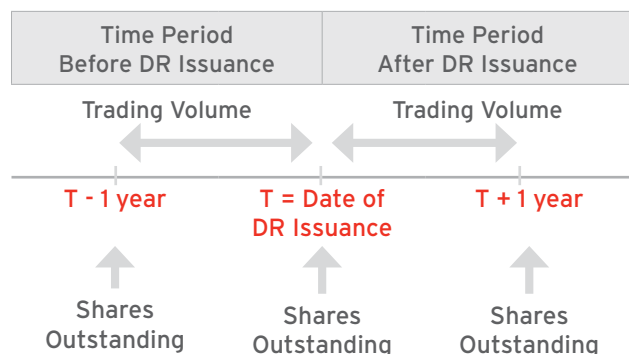 Time Period
Before DR Issuance
Time Period
After DR Issuance
Trading Volume
Trading Volume
T - 1 year
T = Date of
DR Issuance
T + 1 year
Shares
Outstanding
Shares
Outstanding
Shares
Outstanding